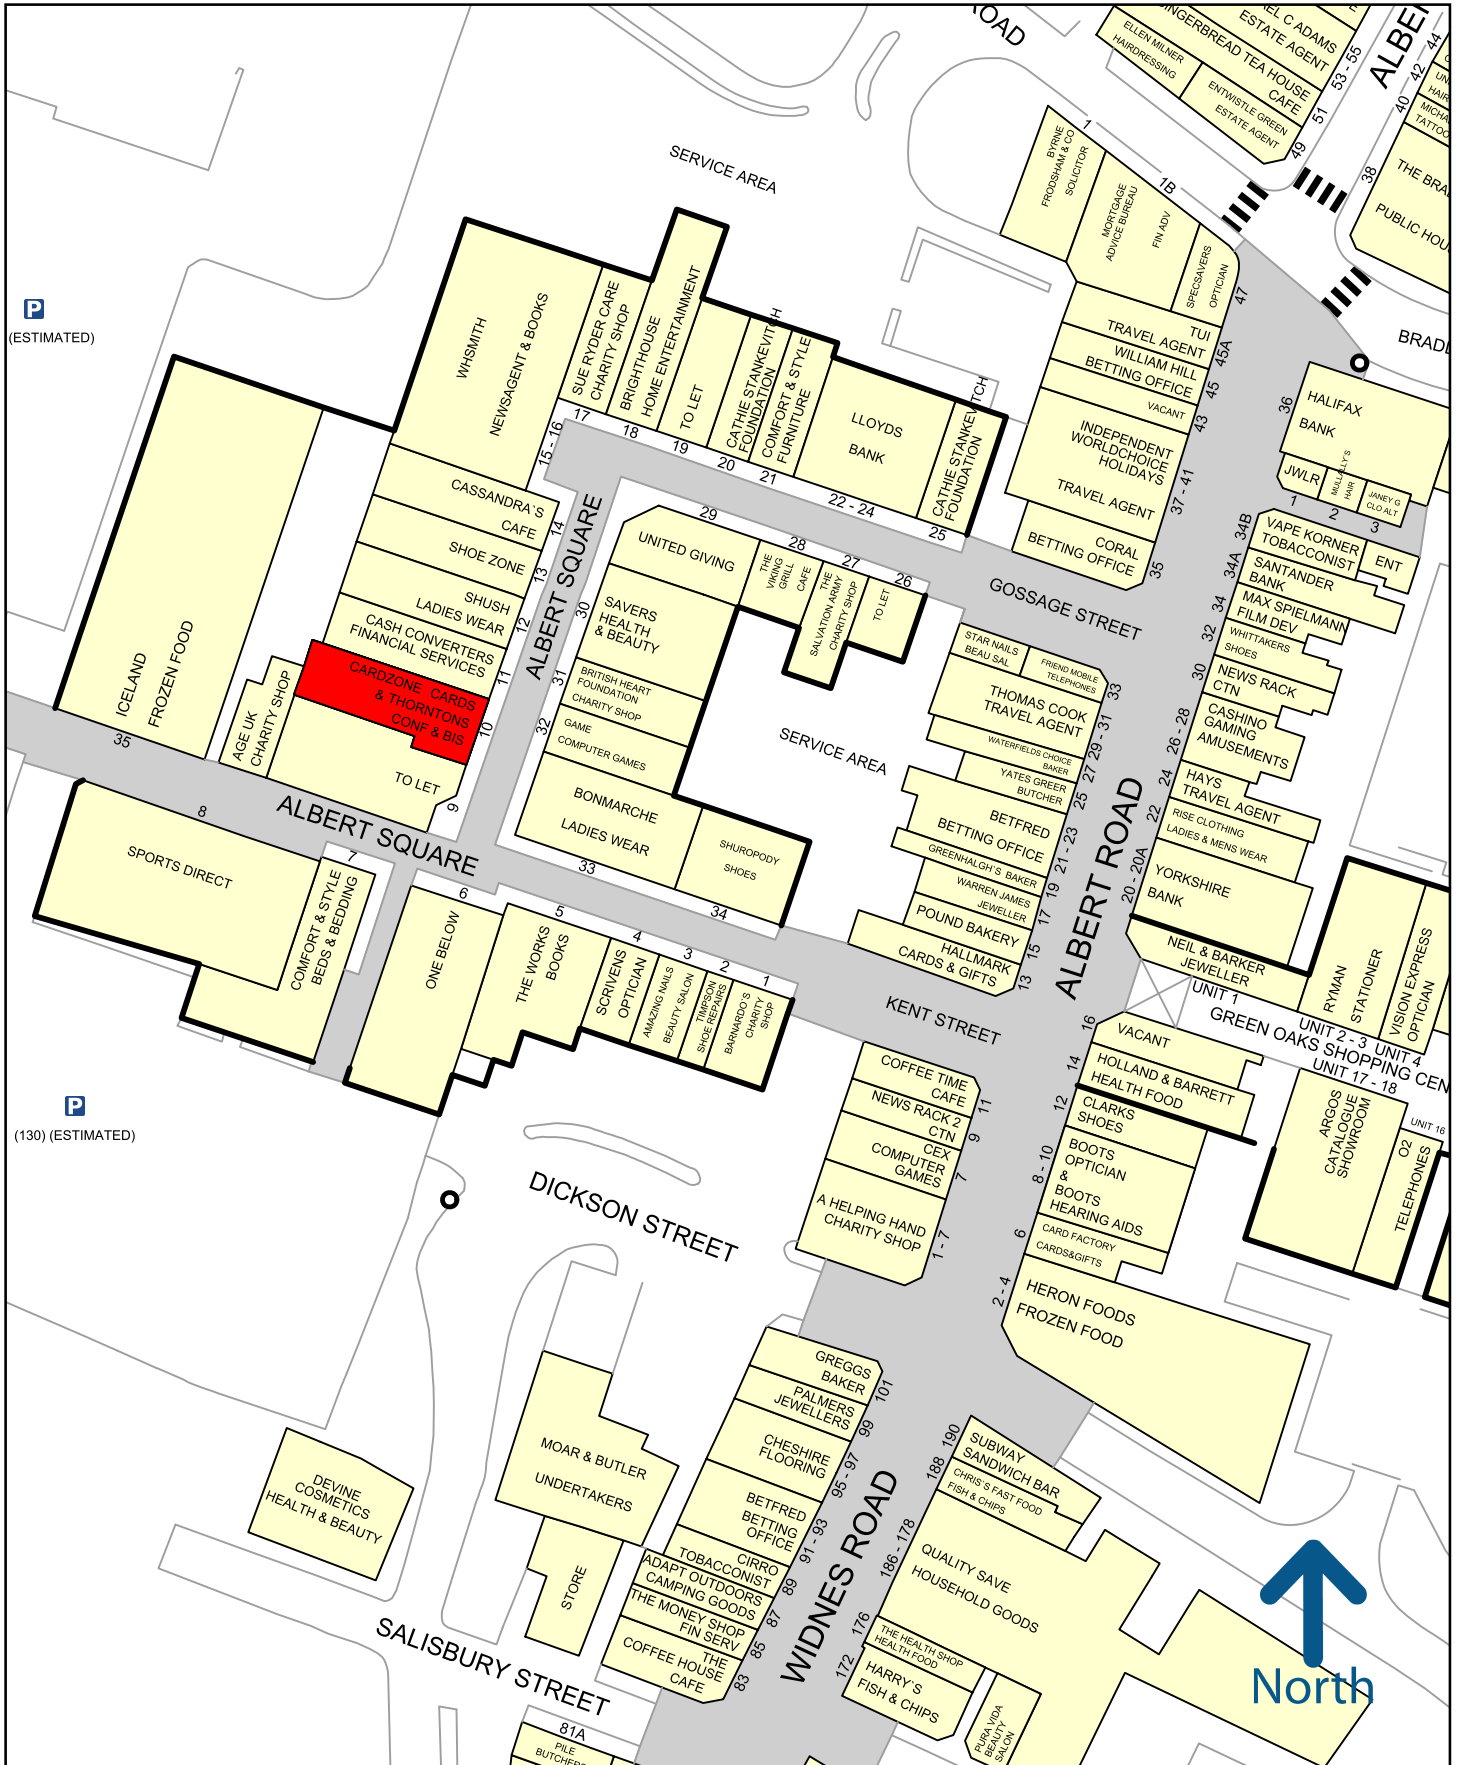 ROAD
ALBER
EL C ADAMS
ESTATE AGENT
53 - 55
GINGERBREAD TEA HOUSE
CAFE
51
ELLEN MILNER
HAIRDRESSING
ENTWISTLE GREEN
ESTATE AGENT
49
44
42
40
UN
HAIR
MICHA
TATTOO
38
THE BRA
PUBLIC HOU
BRADL
SERVICE AREA
P
(ESTIMATED)
1
BYRNE
FRODSHAM & CO
SOLICITOR
1B
MORTGAGE
ADVICE BUREAU
FIN ADV
SPECSAVERS
OPTICIAN
47
TUI
TRAVEL AGENT
45A
WILLIAM HILL
BETTING OFFICE
45
VACANT
43
INDEPENDENT
WORLDCHOICE
HOLIDAYS
TRAVEL AGENT
37 - 41
CORAL
BETTING OFFICE
35
36
HALIFAX
BANK
JWLR
MULLALLY'S
HAIR
JANEY G
CLO ALT
1
2
3
34B
VAPE KORNER
TOBACCONIST
ENT
34A
SANTANDER
BANK
34
MAX SPIELMANN
FILM DEV
32
WHITTAKERS
SHOES
30
NEWS RACK
CTN
26 - 28
CASHINO
GAMING
AMUSEMENTS
24
HAYS
TRAVEL AGENT
22
RISE CLOTHING
LADIES & MENS WEAR
20 - 20A
YORKSHIRE
BANK
NEIL & BARKER
JEWELLER
UNIT 1
RYMAN
STATIONER
VISION EXPRESS
OPTICIAN
UNIT 2 - 3
UNIT 4
GREEN OAKS SHOPPING CEN
UNIT 17 - 18
UNIT 16
ARGOS
CATALOGUE
SHOWROOM
O2
TELEPHONES
WHSMITH
NEWSAGENT & BOOKS
15 - 16
SUE RYDER CARE
CHARITY SHOP
17
BRIGHTHOUSE
HOME ENTERTAINMENT
18
TO LET
19
CATHIE STANKEVITCH
FOUNDATION
20
COMFORT & STYLE
FURNITURE
21
LLOYDS
BANK
22 - 24
CATHIE STANKEVITCH
FOUNDATION
25
CASSANDRA`S
CAFE
14
SHOE ZONE
13
SHUSH
LADIES WEAR
12
CASH CONVERTERS
FINANCIAL SERVICES
11
CARDZONE CARDS
& THORNTONS
CONF & BIS
10
TO LET
9
AGE UK
CHARITY SHOP
ICELAND
FROZEN FOOD
35
ALBERT SQUARE
ALBERT SQUARE
UNITED GIVING
29
THE
VIKING
GRILL
CAFE
28
THE
SALVATION ARMY
CHARITY SHOP
27
TO LET
26
SAVERS
HEALTH
& BEAUTY
30
BRITISH HEART
FOUNDATION
CHARITY SHOP
31
GAME
COMPUTER GAMES
32
BONMARCHE
LADIES WEAR
33
SHUROPODY
SHOES
34
SERVICE AREA
GOSSAGE STREET
STAR NAILS
BEAU SAL
FRIEND MOBILE
TELEPHONES
33
THOMAS COOK
TRAVEL AGENT
29 - 31
WATERFIELDS CHOICE
BAKER
27
YATES GREER
BUTCHER
25
BETFRED
BETTING OFFICE
21 - 23
GREENHALGH`S BAKER
19
WARREN JAMES
JEWELLER
17
POUND BAKERY
15
HALLMARK
CARDS & GIFTS
13
ALBERT ROAD
8
SPORTS DIRECT
7
COMFORT & STYLE
BEDS & BEDDING
6
ONE BELOW
5
THE WORKS
BOOKS
4
SCRIVENS
OPTICIAN
3
AMAZING NAILS
BEAUTY SALON
2
TIMPSON
SHOE REPAIRS
1
BARNARDO`S
CHARITY
SHOP
KENT STREET
P
(130) (ESTIMATED)
COFFEE TIME
CAFE
11
NEWS RACK 2
CTN
9
CEX
COMPUTER
GAMES
7
A HELPING HAND
CHARITY SHOP
1 - 7
16
VACANT
14
HOLLAND & BARRETT
HEALTH FOOD
12
CLARKS
SHOES
8 - 10
BOOTS
OPTICIAN
&
BOOTS
HEARING AIDS
6
CARD FACTORY
CARDS&GIFTS
2 - 4
HERON FOODS
FROZEN FOOD
DICKSON STREET
GREGGS
BAKER
101
PALMERS
JEWELLERS
99
CHESHIRE
FLOORING
95 - 97
BETFRED
BETTING
OFFICE
91 - 93
CIRRO
TOBACCONIST
89
ADAPT OUTDOORS
CAMPING GOODS
87
THE MONEY SHOP
FIN SERV
85
THE
COFFEE HOUSE
CAFE
83
WIDNES ROAD
190
SUBWAY
SANDWICH BAR
188
CHRIS`S FAST FOOD
FISH & CHIPS
186 - 178
QUALITY SAVE
HOUSEHOLD GOODS
176
THE HEALTH SHOP
HEALTH FOOD
172
HARRY`S
FISH & CHIPS
PURA VIDA
BEAUTY
SALON
MOAR & BUTLER
UNDERTAKERS
STORE
DEVINE
COSMETICS
HEALTH & BEAUTY
SALISBURY STREET
81A
PILE
BUTCHERS
North